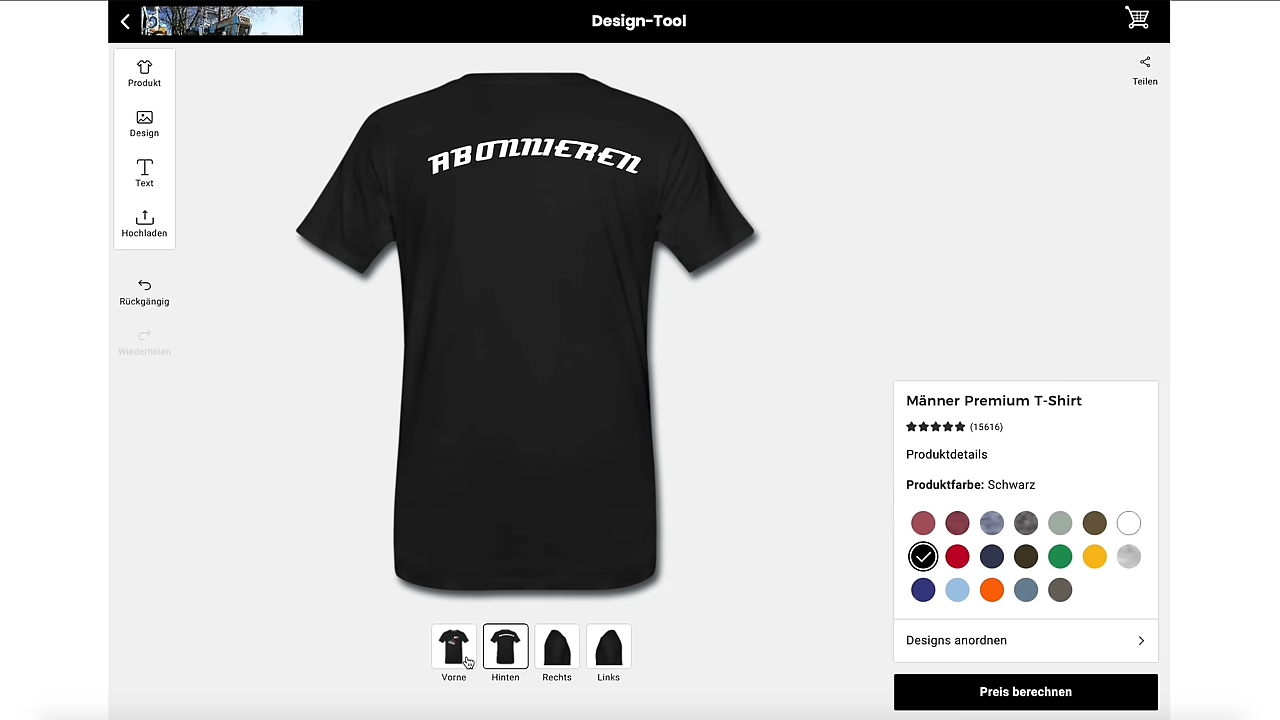 Design-Tool
Produkt
Design
Text
Hochladen
Rückgängig
Wiederholen
Teilen
ABONNIEREN
Männer Premium T-Shirt
(15616)
Produktdetails
Produktfarbe: Schwarz
Designs anordnen
Preis berechnen
Vorne
Hinten
Rechts
Links